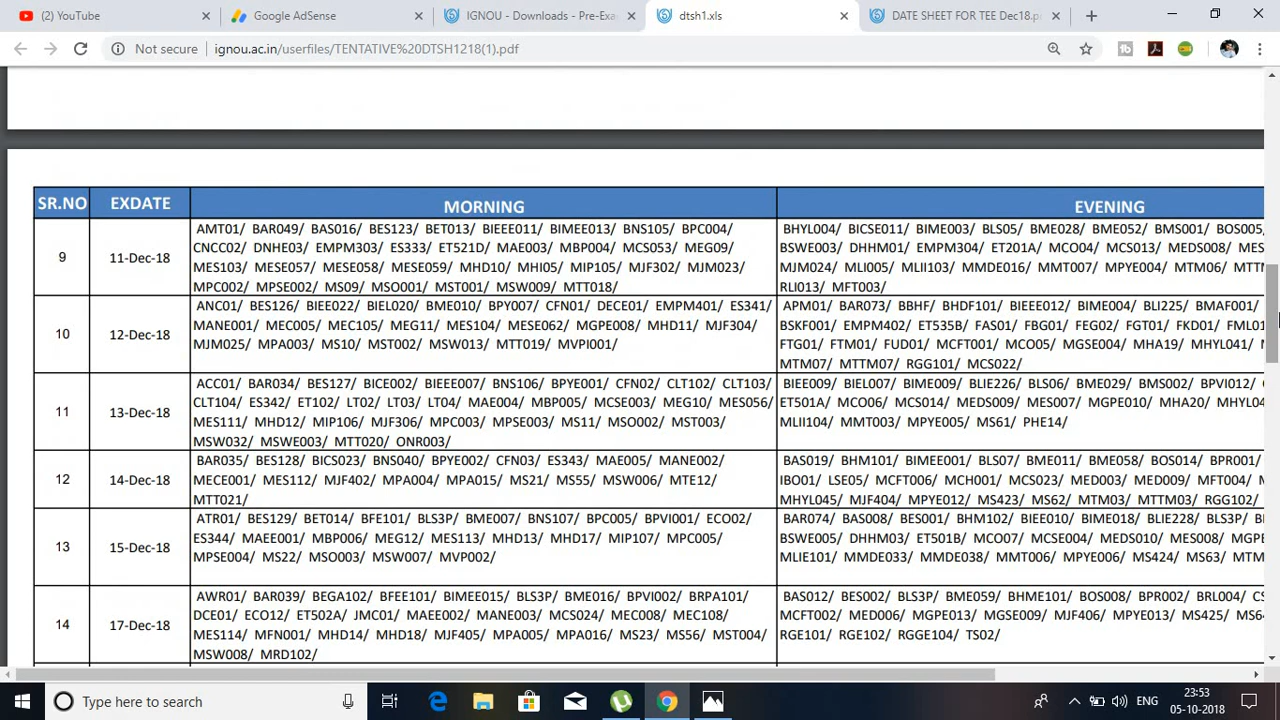 (2) YouTube
Google AdSense
IGNOU - Downloads - Pre-Exa
dtsh1.xls
DATE SHEET FOR TEE Dec18.p
Not secure
ignou.ac.in/userfiles/TENTATIVE%20DTSH1218(1).pdf
SR.NO EXDATE MORNING EVENING
9 11-Dec-18
AMT01/ BAR049/ BAS016/ BES123/ BET013/ BIEEE011/ BIMEE013/ BNS105/ BPC004/
CNCC02/ DNHE03/ EMPM303/ ES333/ ET521D/ MAE003/ MBP004/ MCS053/ MEG09/
MES103/ MESE057/ MESE058/ MESE059/ MHD10/ MHI05/ MIP105/ MJF302/ MJM023/
MPC002/ MPSE002/ MS09/ MSO001/ MST001/ MSW009/ MTT018/
BHYL004/ BICSE011/ BIME003/ BLS05/ BME028/ BME052/ BMS001/ BOS005/
BSWE003/ DHHM01/ EMPM304/ ET201A/ MCO04/ MCS013/ MEDS008/ MES
MJM024/ MLI005/ MLII103/ MMDE016/ MMT007/ MPYE004/ MTM06/ MTTM
RLI013/ MFT003/
10 12-Dec-18
ANC01/ BES126/ BIEE022/ BIEL020/ BME010/ BPY007/ CFN01/ DECE01/ EMPM401/ ES341/
MANE001/ MEC005/ MEC105/ MEG11/ MES104/ MESE062/ MGPE008/ MHD11/ MJF304/
MJM025/ MPA003/ MS10/ MST002/ MSW013/ MTT019/ MVPI001/
APM01/ BAR073/ BBHF/ BHDF101/ BIEEE012/ BIME004/ BLI225/ BMAF001/
BSKF001/ EMPM402/ ET535B/ FAS01/ FBG01/ FEG02/ FGT01/ FKD01/ FML01
FTG01/ FTM01/ FUD01/ MCFT001/ MCO05/ MGSE004/ MHA19/ MHYL041/
MTM07/ MTTM07/ RGG101/ MCS022/
11 13-Dec-18
ACC01/ BAR034/ BES127/ BICE002/ BIEEE007/ BNS106/ BPYE001/ CFN02/ CLT102/ CLT103/
CLT104/ ES342/ ET102/ LT02/ LT03/ LT04/ MAE004/ MBP005/ MCSE003/ MEG10/ MES056/
MES111/ MHD12/ MIP106/ MJF306/ MPC003/ MPSE003/ MS11/ MSO002/ MST003/
MSW032/ MSWE003/ MTT020/ ONR003/
BIEE009/ BIEL007/ BIME009/ BLIE226/ BLS06/ BME029/ BMS002/ BPVI012/
ET501A/ MCO06/ MCS014/ MEDS009/ MES007/ MGPE010/ MHA20/ MHYL04
MLII104/ MMT003/ MPYE005/ MS61/ PHE14/
12 14-Dec-18
BAR035/ BES128/ BICS023/ BNS040/ BPYE002/ CFN03/ ES343/ MAE005/ MANE002/
MECE001/ MES112/ MJF402/ MPA004/ MPA015/ MS21/ MS55/ MSW006/ MTE12/
MTT021/
BAS019/ BHM101/ BIMEE001/ BLS07/ BME011/ BME058/ BOS014/ BPR001/
IBO01/ LSE05/ MCFT006/ MCH001/ MCS023/ MED003/ MED009/ MFT004/
MHYL045/ MJF404/ MPYE012/ MS423/ MS62/ MTM03/ MTTM03/ RGG102/
13 15-Dec-18
ATR01/ BES129/ BET014/ BFE101/ BLS3P/ BME007/ BNS107/ BPC005/ BPVI001/ ECO02/
ES344/ MAEE001/ MBP006/ MEG12/ MES113/ MHD13/ MHD17/ MIP107/ MPC005/
MPSE004/ MS22/ MSO003/ MSW007/ MVP002/
BAR074/ BAS008/ BES001/ BHM102/ BIEE010/ BIME018/ BLIE228/ BLS3P/
BSWE005/ DHHM03/ ET501B/ MCO07/ MCSE004/ MEDS010/ MES008/ MGP
MLIE101/ MMDE033/ MMDE038/ MMT006/ MPYE006/ MS424/ MS63/ MTM
14 17-Dec-18
AWR01/ BAR039/ BEGA102/ BFEE101/ BIMEE015/ BLS3P/ BME016/ BPVI002/ BRPA101/
DCE01/ ECO12/ ET502A/ JMC01/ MAEE002/ MANE003/ MCS024/ MEC008/ MEC108/
MES114/ MFN001/ MHD14/ MHD18/ MJF405/ MPA005/ MPA016/ MS23/ MS56/ MST004/
MSW008/ MRD102/
BAS012/ BES002/ BLS3P/ BME059/ BHME101/ BOS008/ BPR002/ BRL004/ CS
MCFT002/ MED006/ MGPE013/ MGSE009/ MJF406/ MPYE013/ MS425/ MS6
RGE101/ RGE102/ RGGE104/ TS02/
Type here to search
ENG
23:53
05-10-2018